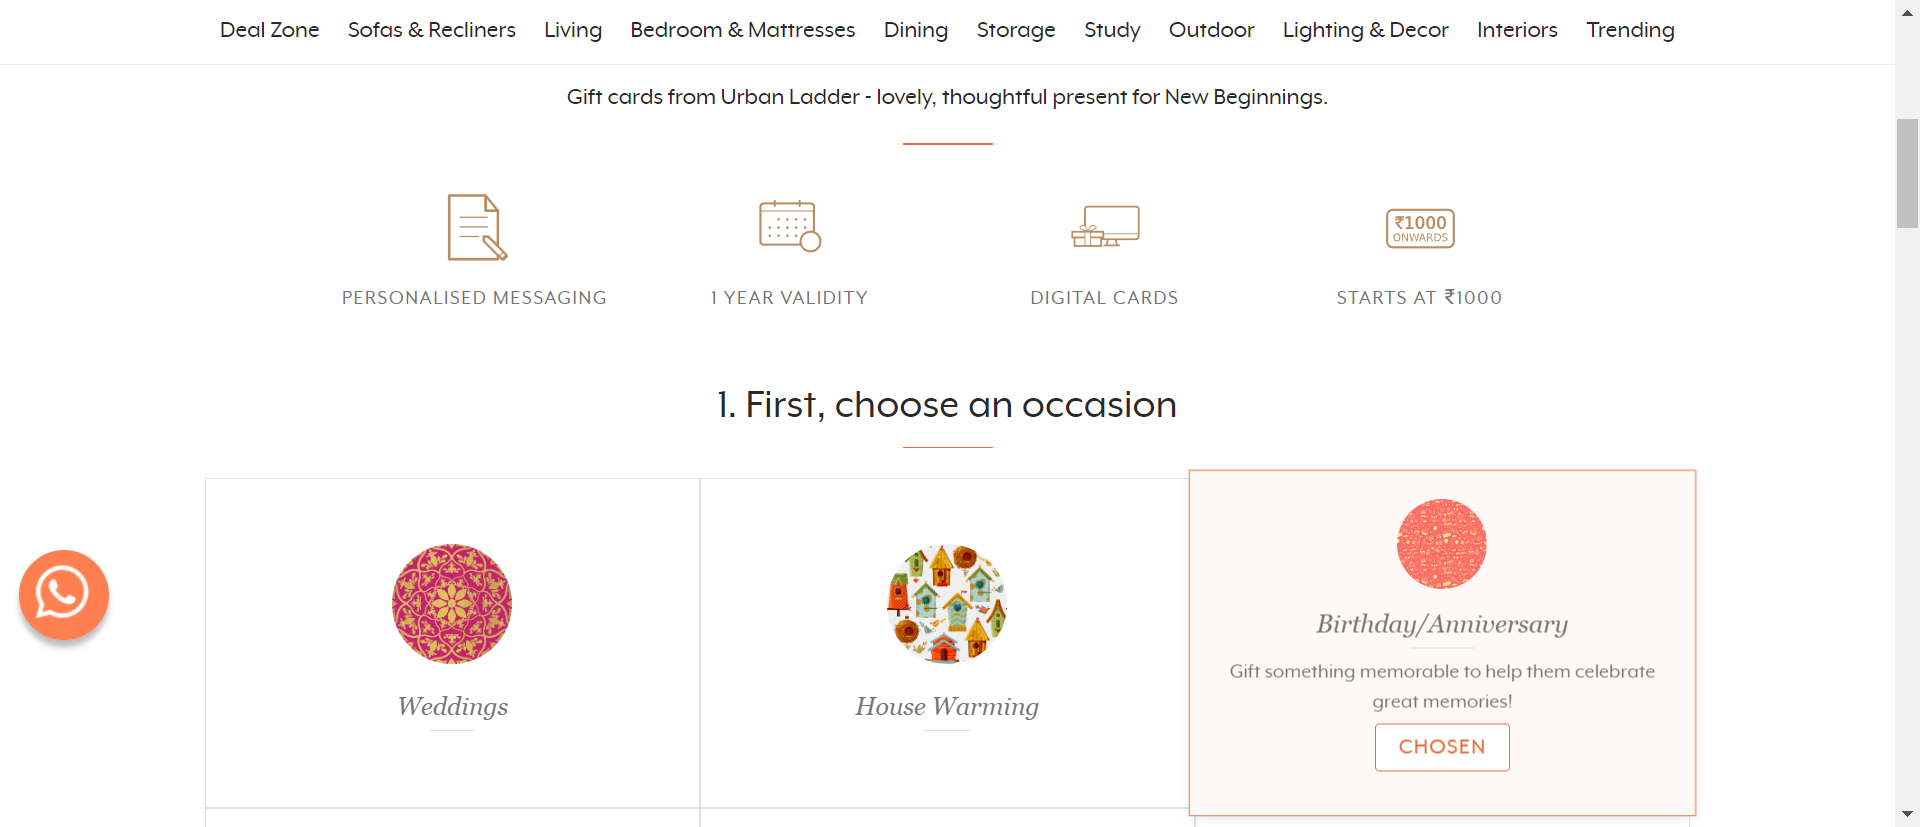 Deal Zone Sofas & Recliners Living Bedroom & Mattresses Dining Storage Study Outdoor Lighting & Decor Interiors Trending
Gift cards from Urban Ladder - lovely, thoughtful present for New Beginnings.
₹1000
ONWARDS
PERSONALISED MESSAGING 1 YEAR VALIDITY DIGITAL CARDS STARTS AT ₹1000
1. First, choose an occasion
Weddings
House Warming
Birthday/Anniversary
Gift something memorable to help them celebrate
great memories!
CHOSEN